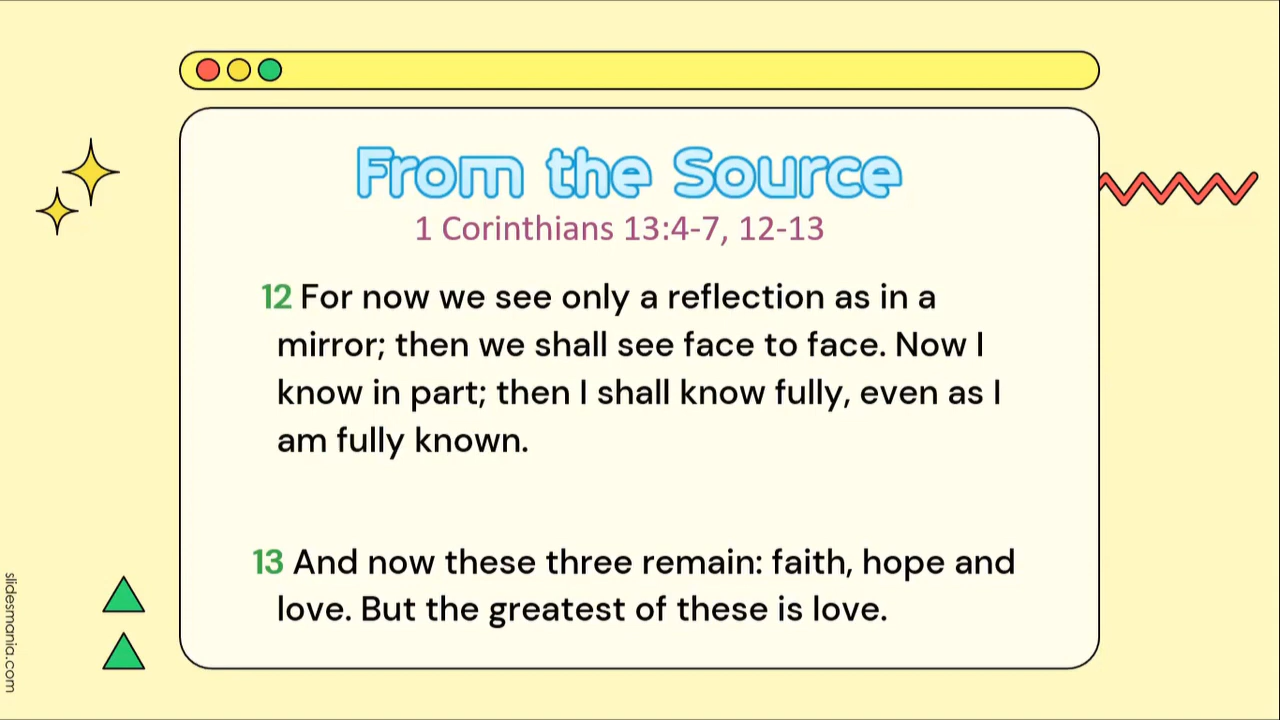 From the Source
1 Corinthians 13:4-7, 12-13
12 For now we see only a reflection as in a
mirror; then we shall see face to face. Now I
know in part; then I shall know fully, even as I
am fully known.
13 And now these three remain: faith, hope and
love. But the greatest of these is love.
slidesmania.com